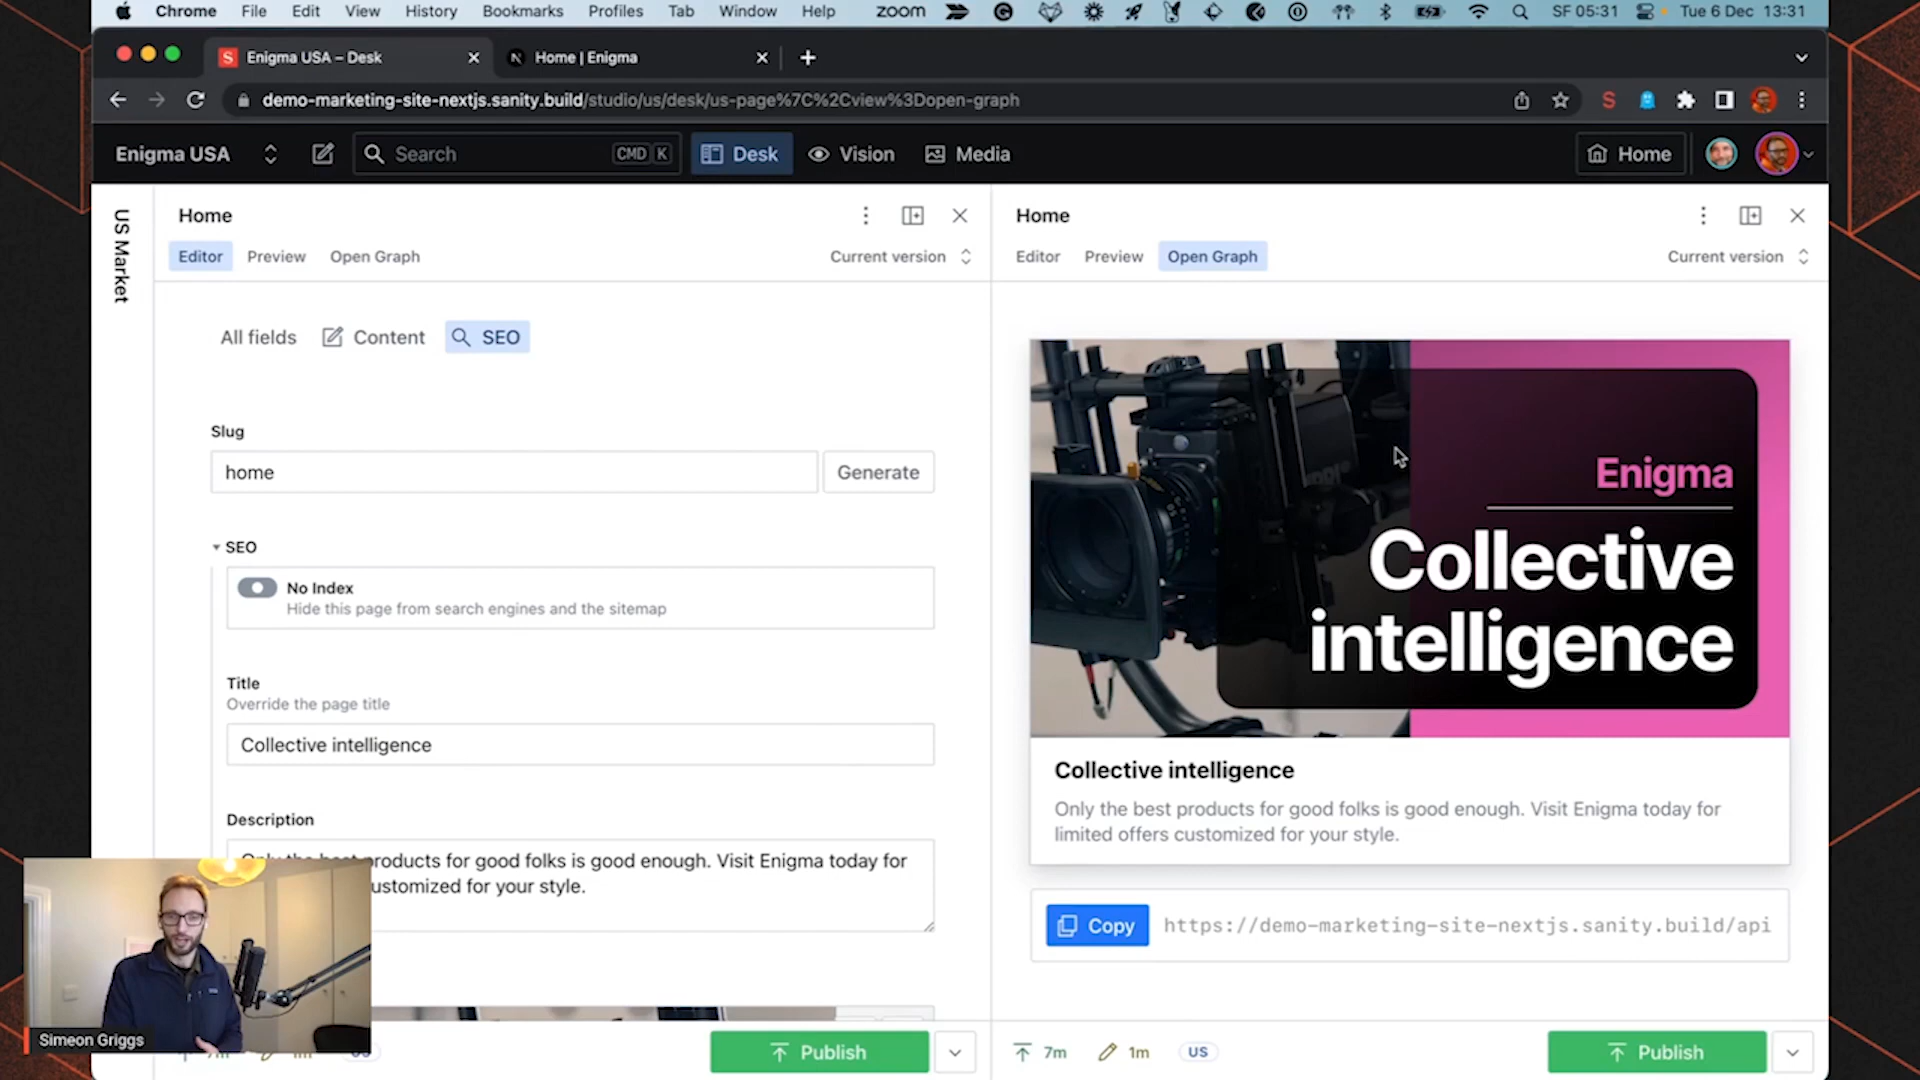 Chrome File Edit View History Bookmarks Profiles Tab Window Help zoom SF 05:31 Tue 6 Dec 13:31
Enigma USA – Desk Home | Enigma
demo-marketing-site-nextjs.sanity.build/studio/us/desk/us-page%7C%2Cview%3Dopen-graph
Enigma USA Search CMD K Desk Vision Media Home
US Market
Home
Editor Preview Open Graph Current version
All fields Content SEO
Slug
home Generate
SEO
No Index
Hide this page from search engines and the sitemap
Title
Override the page title
Collective intelligence
Description
products for good folks is good enough. Visit Enigma today for
customized for your style.
Publish
Home
Editor Preview Open Graph Current version
Enigma
Collective
intelligence
Collective intelligence
Only the best products for good folks is good enough. Visit Enigma today for
limited offers customized for your style.
Copy https://demo-marketing-site-nextjs.sanity.build/api
7m 1m US Publish
Simeon Griggs